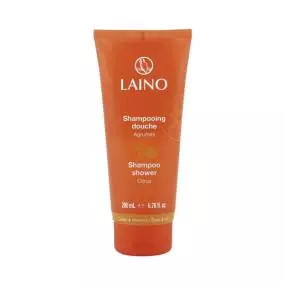 LAINO
Shampooing
douche
Agrumes
Shampoo
shower
Citrus
200 mL e 6.76 fl oz